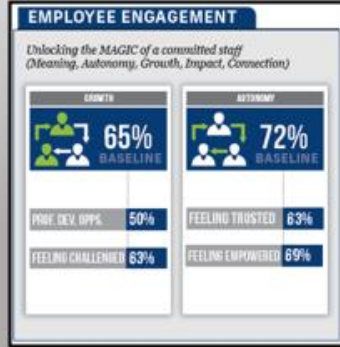 EMPLOYEE ENGAGEMENT
Unlocking the MAGIC of a committed staff
(Meaning, Autonomy, Growth, Impact, Connection)
GROWTH
65%
BASELINE
PROF. DEV. OPPS. 50%
FEELING CHALLENGED 63%
AUTONOMY
72%
BASELINE
FEELING TRUSTED 63%
FEELING EMPOWERED 69%